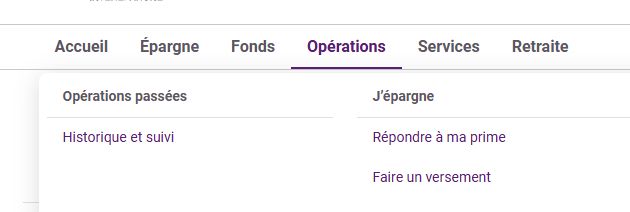 Accueil Épargne Fonds Opérations Services Retraite
Opérations passées J'épargne
Historique et suivi Répondre à ma prime
Faire un versement